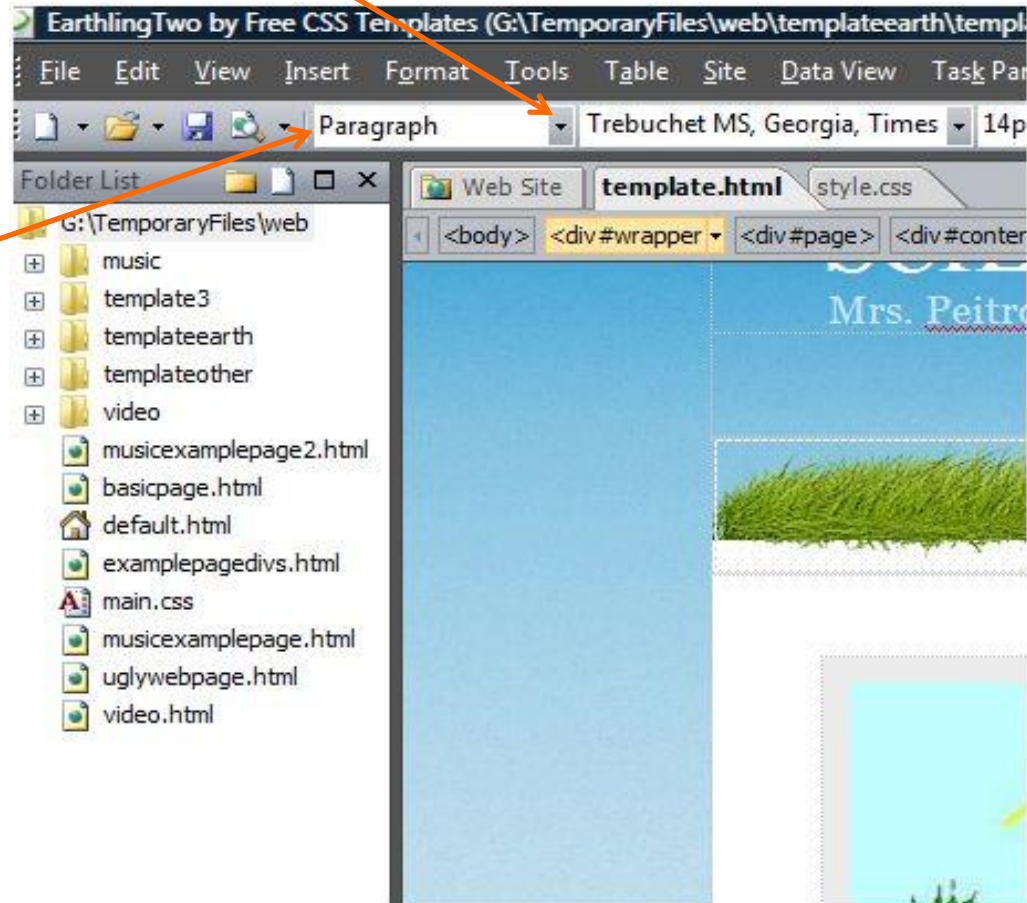 EarthlingTwo by Free CSS Templates (G:\TemporaryFiles\web\templateearth\templ
File Edit View Insert Format Tools Table Site Data View Task Par
Paragraph Trebuchet MS, Georgia, Times 14p
Folder List
Web Site template.html style.css
G:\TemporaryFiles\web
<body> <div#wrapper <div#page> <div#conter
music
template3
templateearth
templateother
video
musicexamplepage2.html
basicpage.html
default.html
examplepagedivs.html
main.css
musicexamplepage.html
uglywebpage.html
video.html
Mrs. Peitro